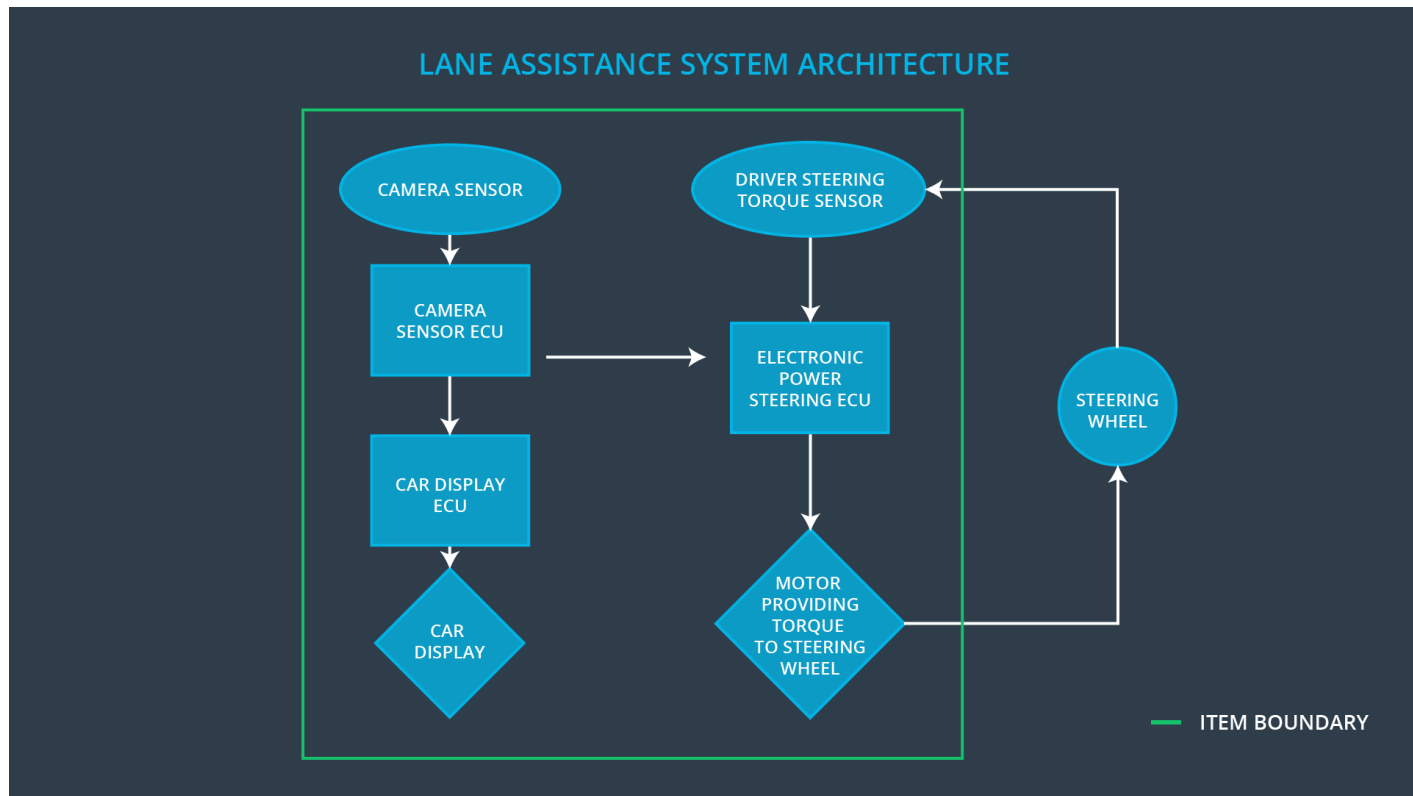 LANE ASSISTANCE SYSTEM ARCHITECTURE
CAMERA SENSOR
DRIVER STEERING
TORQUE SENSOR
CAMERA
SENSOR ECU
ELECTRONIC
POWER
STEERING ECU
STEERING
WHEEL
CAR DISPLAY
ECU
MOTOR
PROVIDING
TORQUE
TO STEERING
WHEEL
CAR
DISPLAY
ITEM BOUNDARY